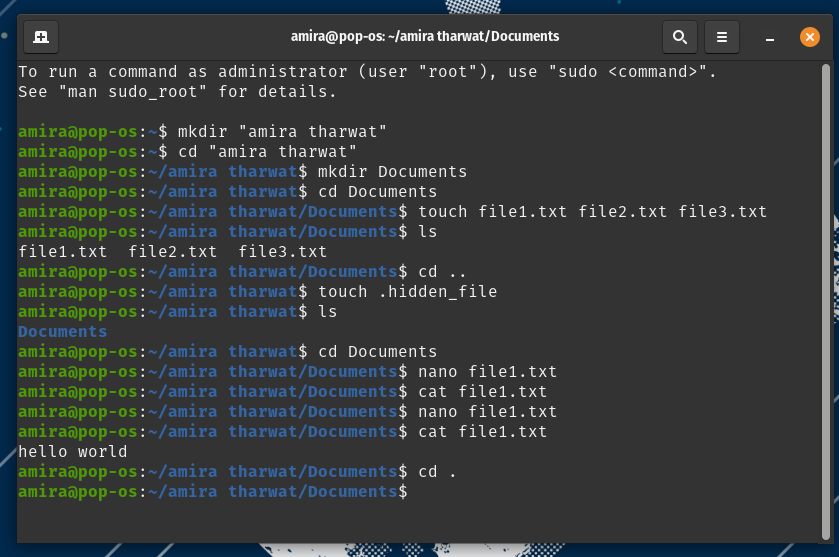 amira@pop-os: ~/amira tharwat/Documents
To run a command as administrator (user "root"), use "sudo <command>".
See "man sudo_root" for details.
amira@pop-os:~$ mkdir "amira tharwat"
amira@pop-os:~$ cd "amira tharwat"
amira@pop-os:~/amira tharwat$ mkdir Documents
amira@pop-os:~/amira tharwat$ cd Documents
amira@pop-os:~/amira tharwat/Documents$ touch file1.txt file2.txt file3.txt
amira@pop-os:~/amira tharwat/Documents$ ls
file1.txt  file2.txt  file3.txt
amira@pop-os:~/amira tharwat/Documents$ cd ..
amira@pop-os:~/amira tharwat$ touch .hidden_file
amira@pop-os:~/amira tharwat$ ls
Documents
amira@pop-os:~/amira tharwat$ cd Documents
amira@pop-os:~/amira tharwat/Documents$ nano file1.txt
amira@pop-os:~/amira tharwat/Documents$ cat file1.txt
amira@pop-os:~/amira tharwat/Documents$ nano file1.txt
amira@pop-os:~/amira tharwat/Documents$ cat file1.txt
hello world
amira@pop-os:~/amira tharwat/Documents$ cd .
amira@pop-os:~/amira tharwat/Documents$